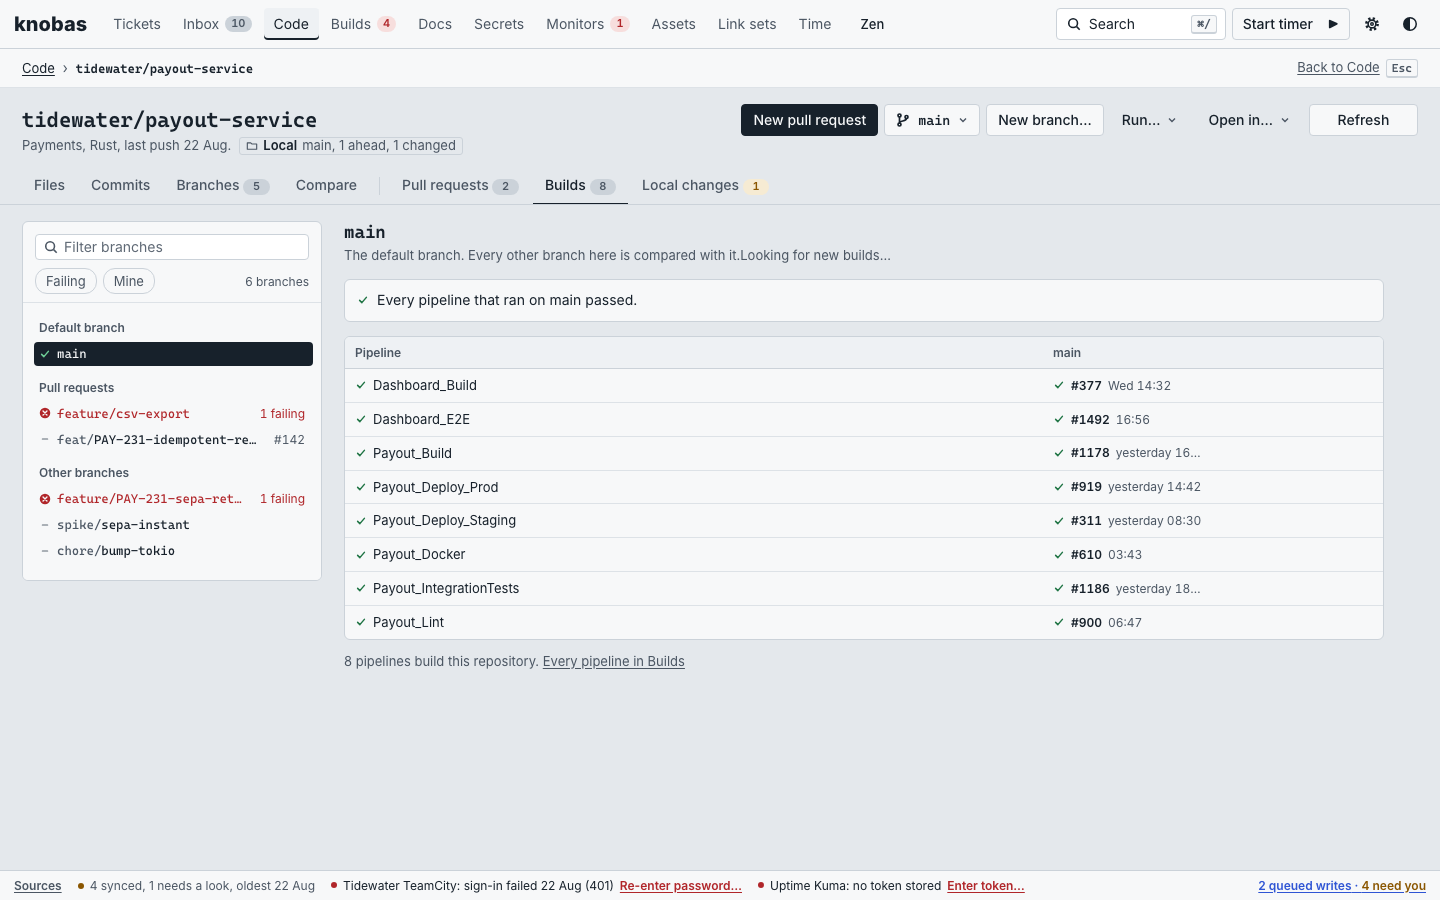 knobas Tickets Inbox 10 Code Builds 4 Docs Secrets Monitors 1 Assets Link sets Time Zen Search ⌘/ Start timer
Code › tidewater/payout-service Back to Code Esc
tidewater/payout-service New pull request main New branch... Run... Open in... Refresh
Payments, Rust, last push 22 Aug. Local main, 1 ahead, 1 changed
Files Commits Branches 5 Compare Pull requests 2 Builds 8 Local changes 1
Filter branches
Failing Mine 6 branches
Default branch
main
Pull requests
feature/csv-export 1 failing
feat/PAY-231-idempotent-re... #142
Other branches
feature/PAY-231-sepa-ret... 1 failing
spike/sepa-instant
chore/bump-tokio
main
The default branch. Every other branch here is compared with it.Looking for new builds...
Every pipeline that ran on main passed.
Pipeline main
Dashboard_Build #377 Wed 14:32
Dashboard_E2E #1492 16:56
Payout_Build #1178 yesterday 16...
Payout_Deploy_Prod #919 yesterday 14:42
Payout_Deploy_Staging #311 yesterday 08:30
Payout_Docker #610 03:43
Payout_IntegrationTests #1186 yesterday 18...
Payout_Lint #900 06:47
8 pipelines build this repository. Every pipeline in Builds
Sources 4 synced, 1 needs a look, oldest 22 Aug Tidewater TeamCity: sign-in failed 22 Aug (401) Re-enter password... Uptime Kuma: no token stored Enter token... 2 queued writes · 4 need you